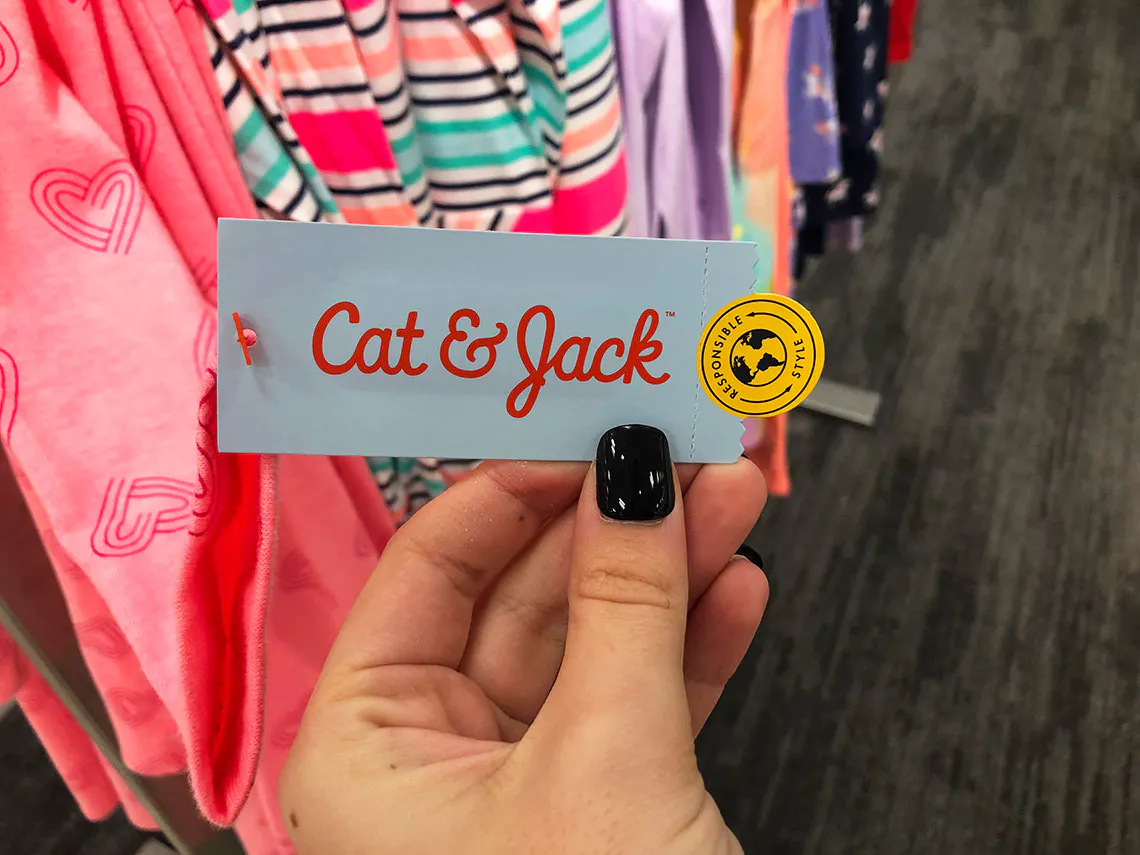 Cat & Jack™
RESPONSIBLE
STYLE